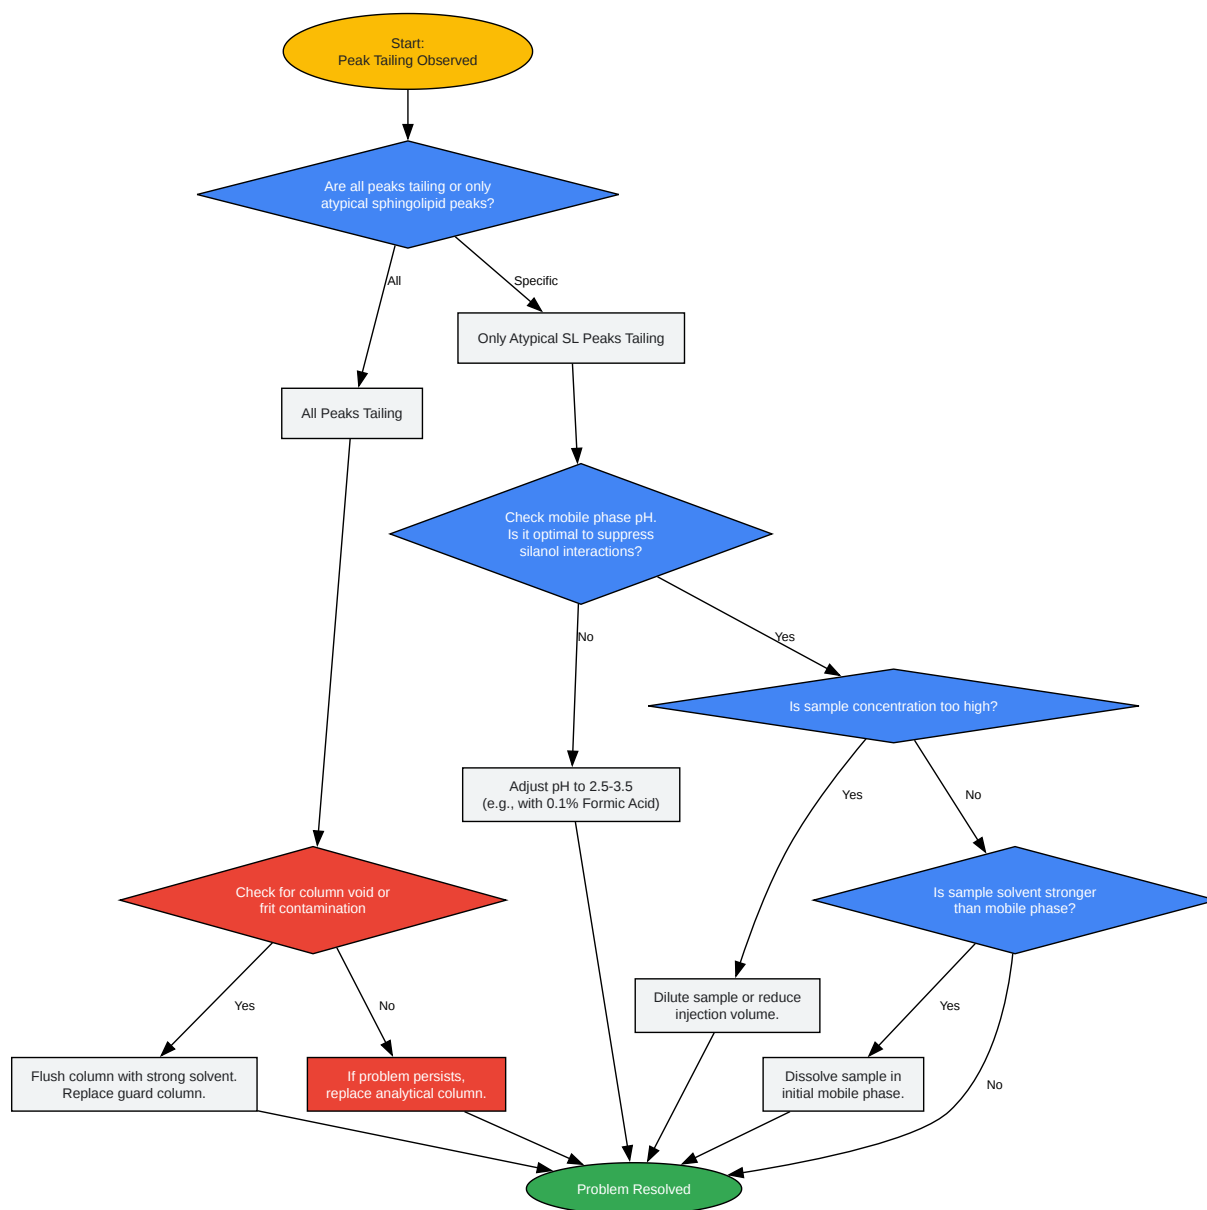 Start:
Peak Tailing Observed
Are all peaks tailing or only
atypical sphingolipid peaks?
All
Specific
Only Atypical SL Peaks Tailing
All Peaks Tailing
Check mobile phase pH.
Is it optimal to suppress
silanol interactions?
No
Yes
Is sample concentration too high?
Adjust pH to 2.5-3.5
(e.g., with 0.1% Formic Acid)
Yes
No
Check for column void or
frit contamination
Is sample solvent stronger
than mobile phase?
Yes
No
Dilute sample or reduce
injection volume.
Yes
No
Flush column with strong solvent.
Replace guard column.
If problem persists,
replace analytical column.
Dissolve sample in
initial mobile phase.
Problem Resolved